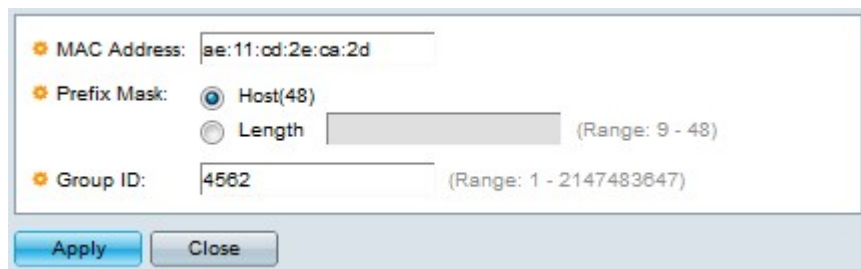 MAC Address: ae:11:cd:2e:ca:2d
Prefix Mask: Host(48)
Length (Range: 9 - 48)
Group ID: 4562 (Range: 1 - 2147483647)
Apply Close